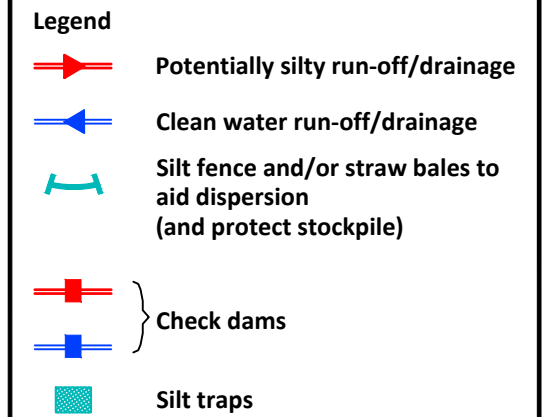 Legend
Potentially silty run-off/drainage
Clean water run-off/drainage
Silt fence and/or straw bales to
aid dispersion
(and protect stockpile)
Check dams
Silt traps